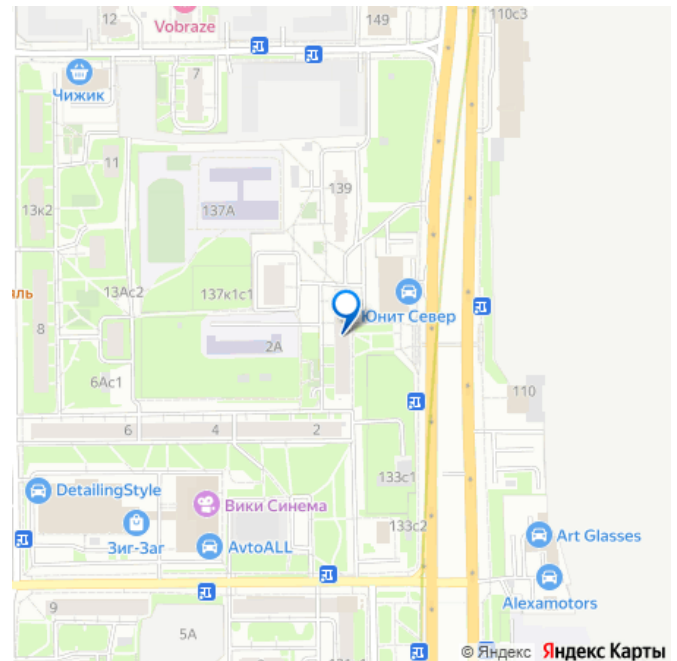 12
Vobraze
149
110с3
Чижик
7
11
13к2
137А
139
13Ас2
137к1с1
ль
8
Юнит Север
2А
6Ас1
110
6
4
2
133с1
DetailingStyle
Вики Синема
133с2
Зиг-Заг
AvtoALL
Art Glasses
Alexamotors
9
5А
© Яндекс Яндекс Карты